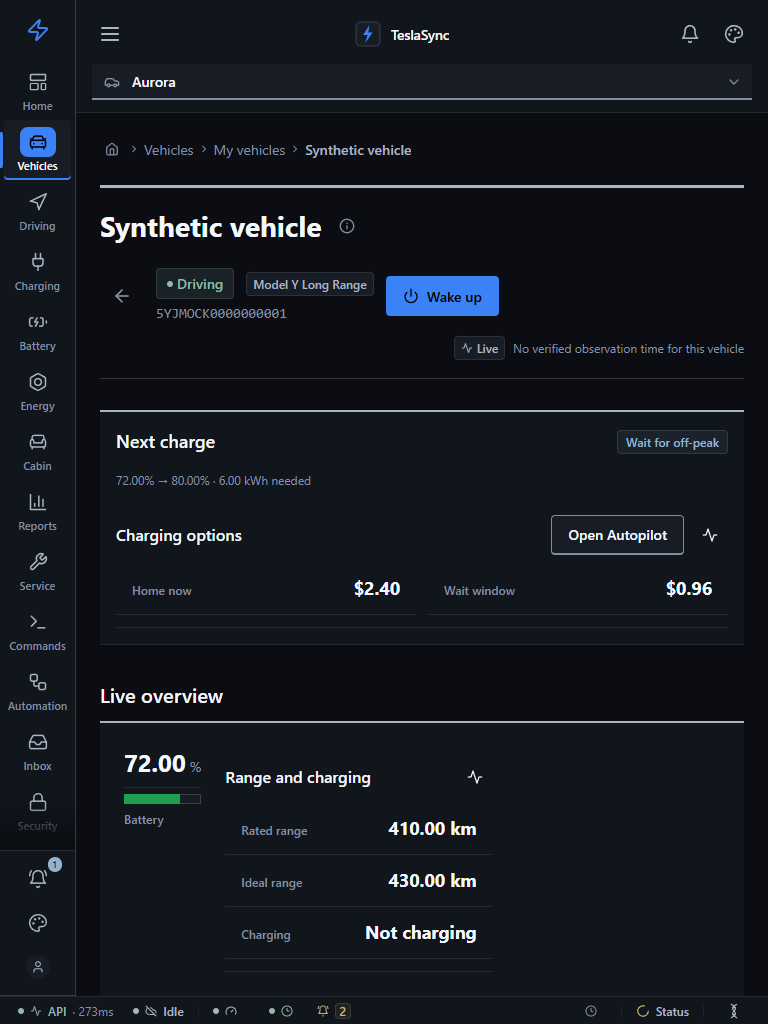 TeslaSync
Aurora
Home
Vehicles
Driving
Charging
Battery
Energy
Cabin
Reports
Service
Commands
Automation
Inbox
Security
1
Vehicles My vehicles Synthetic vehicle
Synthetic vehicle
Driving Model Y Long Range Wake up
5YJMOCK0000000001
Live No verified observation time for this vehicle
Next charge Wait for off-peak
72.00% → 80.00% · 6.00 kWh needed
Charging options Open Autopilot
Home now $2.40 Wait window $0.96
Live overview
72.00 %
Battery
Range and charging
Rated range 410.00 km
Ideal range 430.00 km
Charging Not charging
API · 273ms Idle 2 Status